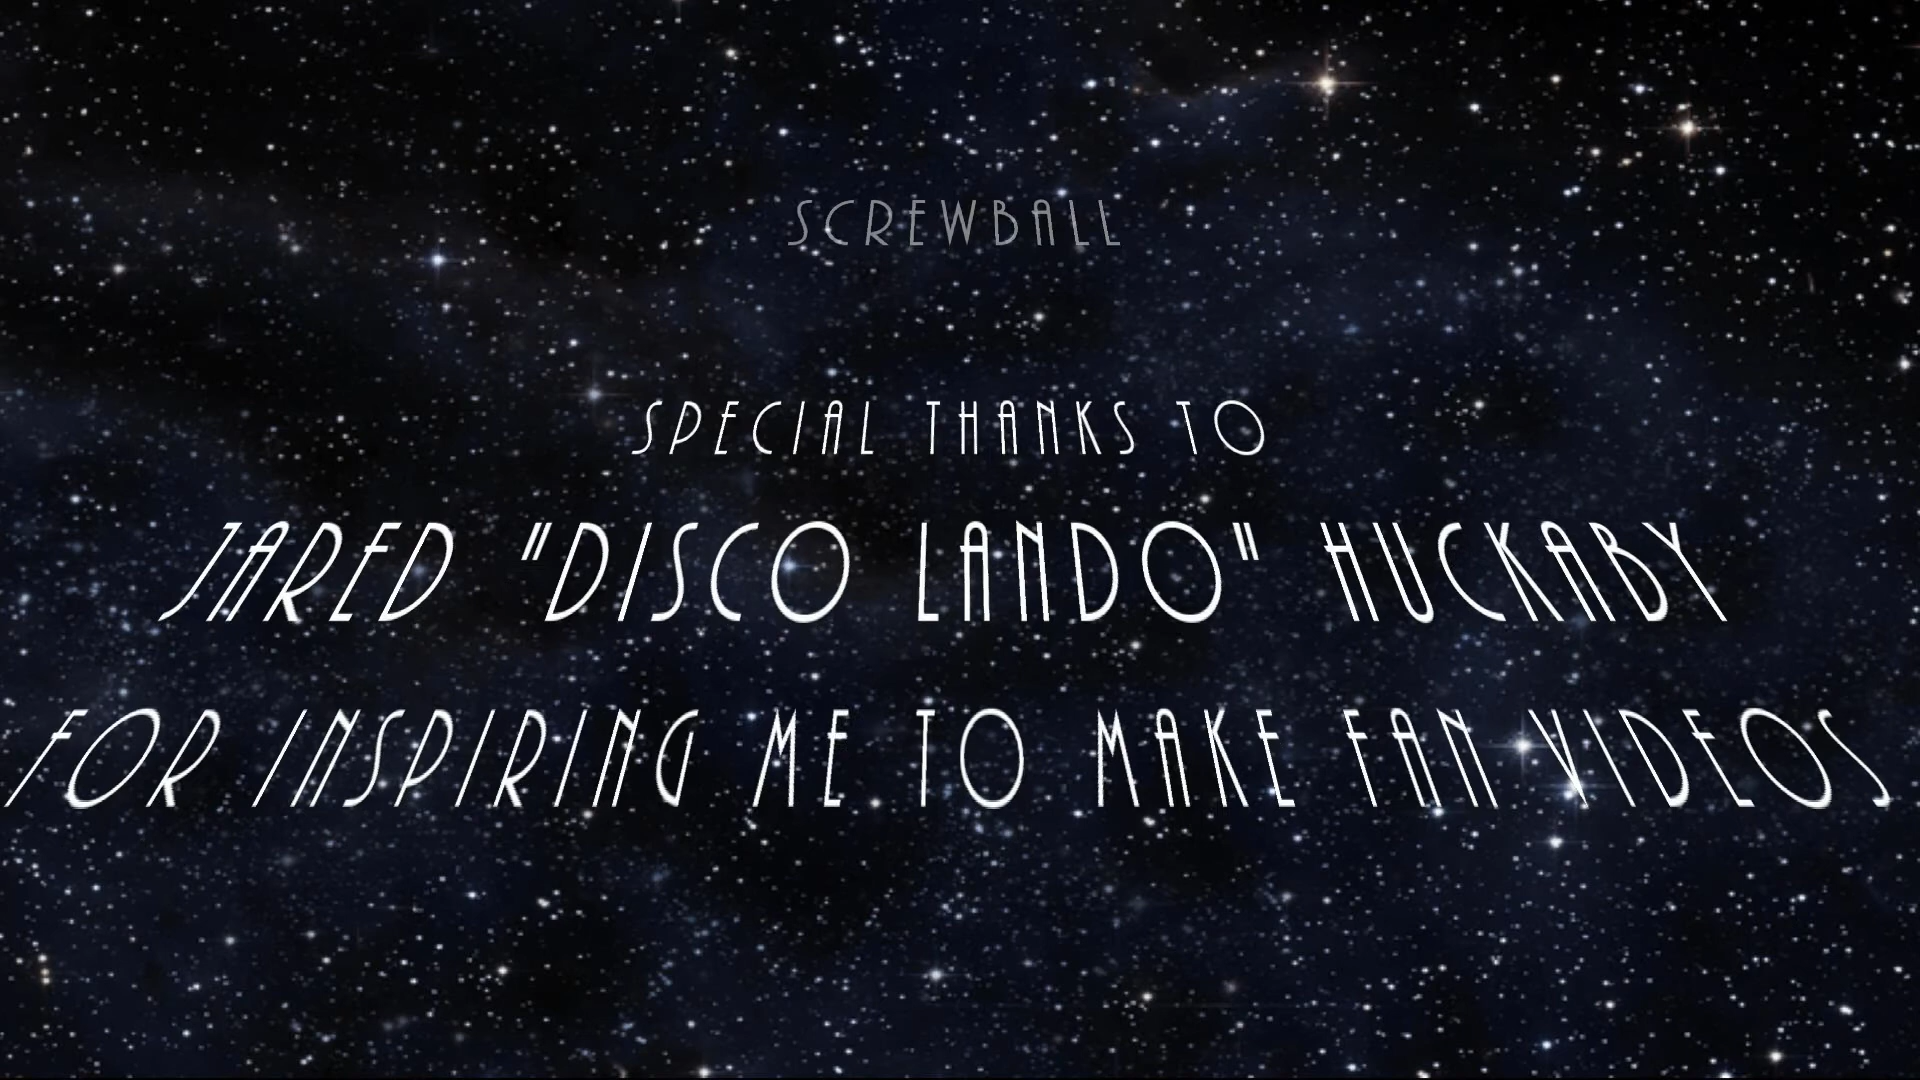 SCREWBALL
SPECIAL THANKS TO
JARED "DISCO LANDO" HUCKABY
FOR INSPIRING ME TO MAKE FAN VIDEOS